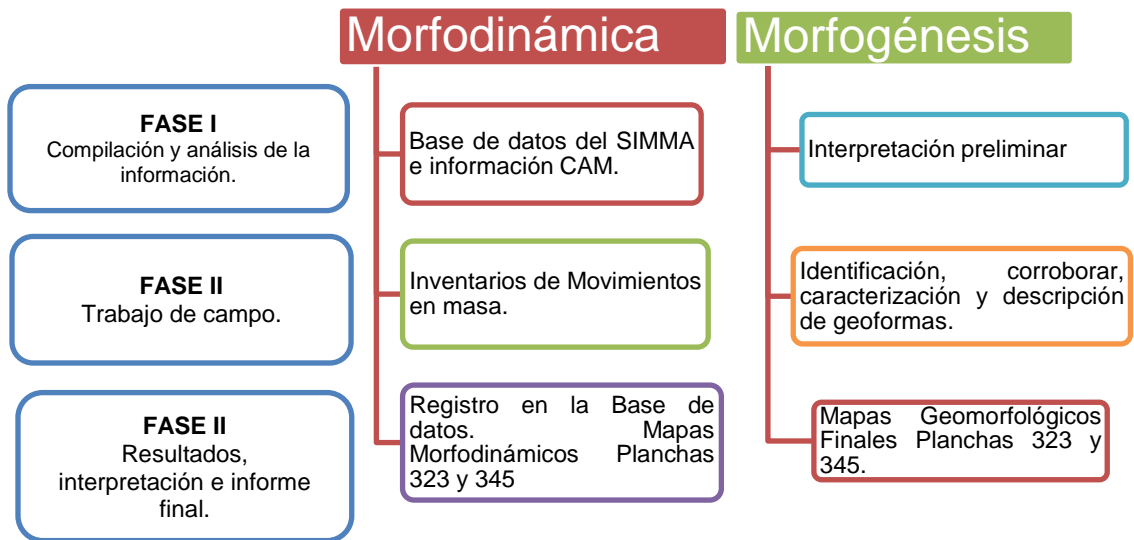 Morfodinámica
Morfogénesis
FASE I
Compilación y análisis de la
información.
Base de datos del SIMMA
e información CAM.
Interpretación preliminar
FASE II
Trabajo de campo.
Inventarios de Movimientos
en masa.
Identificación, corroborar,
caracterización y descripción
de geoformas.
FASE II
Resultados,
interpretación e informe
final.
Registro en la Base de
datos. Mapas
Morfodinámicos Planchas
323 y 345
Mapas Geomorfológicos
Finales Planchas 323 y
345.